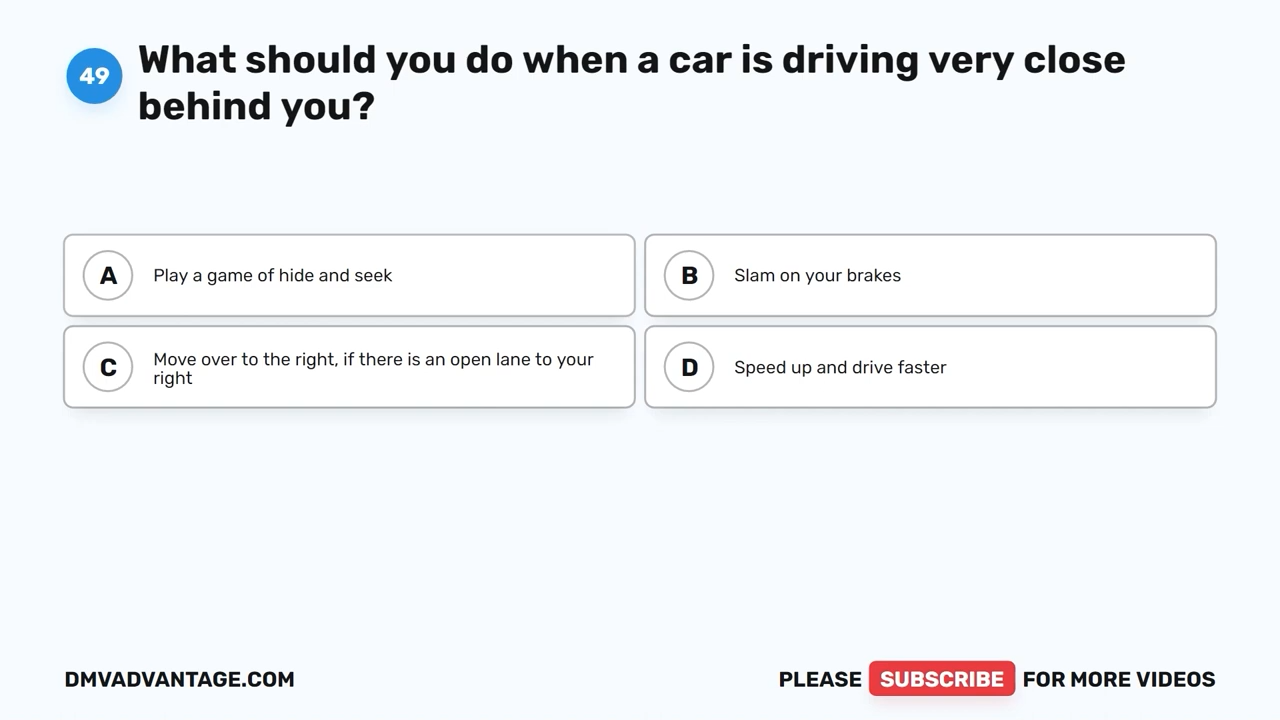 49
What should you do when a car is driving very close
behind you?
A
Play a game of hide and seek
B
Slam on your brakes
C
Move over to the right, if there is an open lane to your
right
D
Speed up and drive faster
DMVADVANTAGE.COM
PLEASE SUBSCRIBE FOR MORE VIDEOS